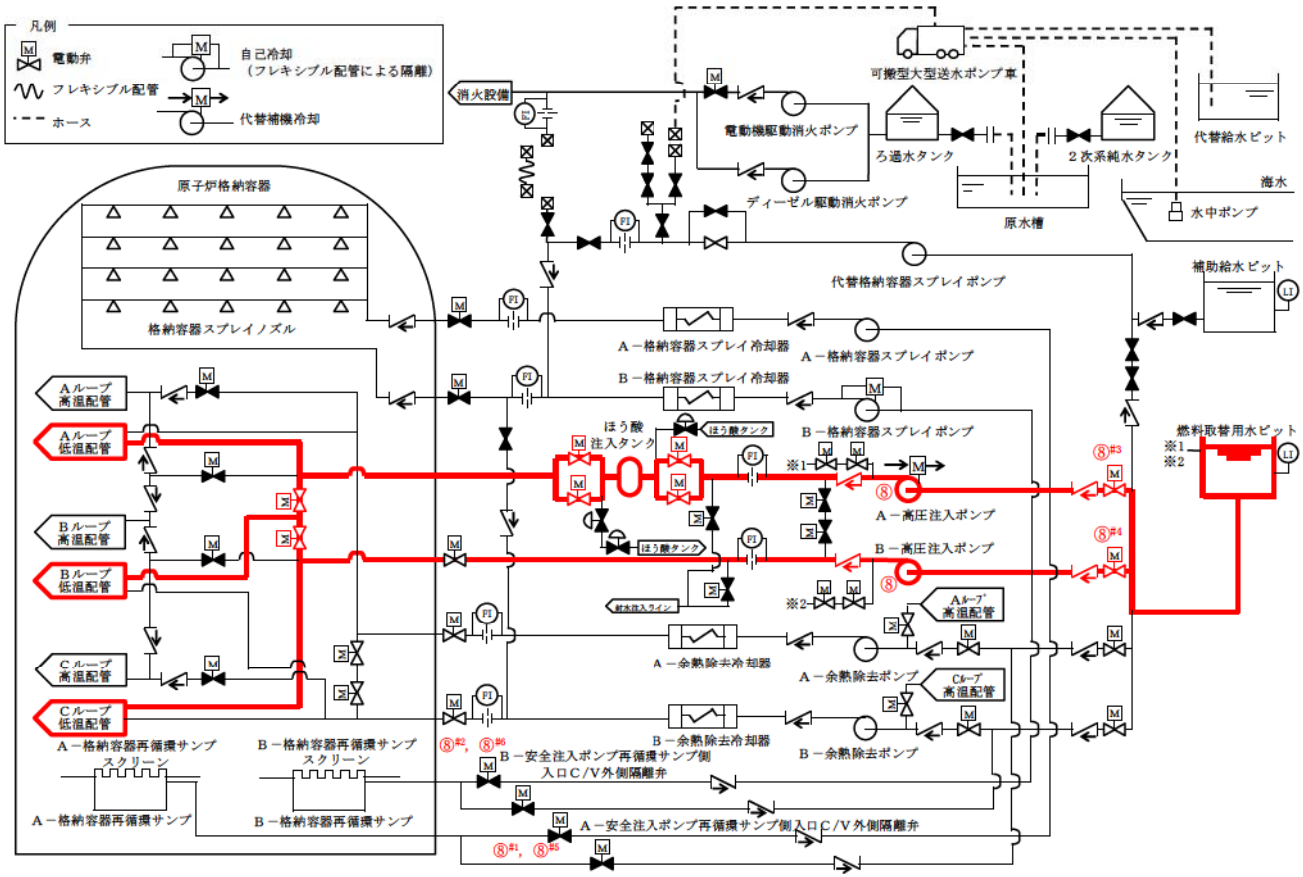 凡例
M
電動弁
フレキシブル配管
ホース
M
自己冷却
（フレキシブル配管による隔離）
M
代替補機冷却
消火設備
FI
M
電動機駆動消火ポンプ
ディーゼル駆動消火ポンプ
可搬型大型送水ポンプ車
ろ過水タンク
2次系純水タンク
代替給水ピット
原水槽
海水
水中ポンプ
FI
代替格納容器スプレイポンプ
補助給水ピット
LI
原子炉格納容器
格納容器スプレイノズル
M
FI
A－格納容器スプレイ冷却器
A－格納容器スプレイポンプ
M
FI
B－格納容器スプレイ冷却器
M
B－格納容器スプレイポンプ
Aループ
高温配管
M
Aループ
低温配管
M
M
Bループ
高温配管
M
M
Bループ
低温配管
Cループ
高温配管
M
M
M
Cループ
低温配管
ほう酸
注入タンク
ほう酸タンク
M
M
M
M
ほう酸タンク
FI
※1
M
M
⑧
M
A－高圧注入ポンプ
⑧#3
M
燃料取替用水ピット
※1
※2
LI
M
M
M
M
FI
M
B－高圧注入ポンプ
⑧
⑧#4
M
※2
M
M
封水注入ライン
M
FI
A－余熱除去冷却器
A－余熱除去ポンプ
Aループ
高温配管
M
M
M
M
FI
B－余熱除去冷却器
B－余熱除去ポンプ
Cループ
高温配管
M
M
M
⑧#2, ⑧#6
B－安全注入ポンプ再循環サンプ側
入口C/V外側隔離弁
M
M
A－格納容器再循環サンプ
スクリーン
B－格納容器再循環サンプ
スクリーン
A－格納容器再循環サンプ
B－格納容器再循環サンプ
A－安全注入ポンプ再循環サンプ側入口C/V外側隔離弁
M
⑧#1, ⑧#5
M